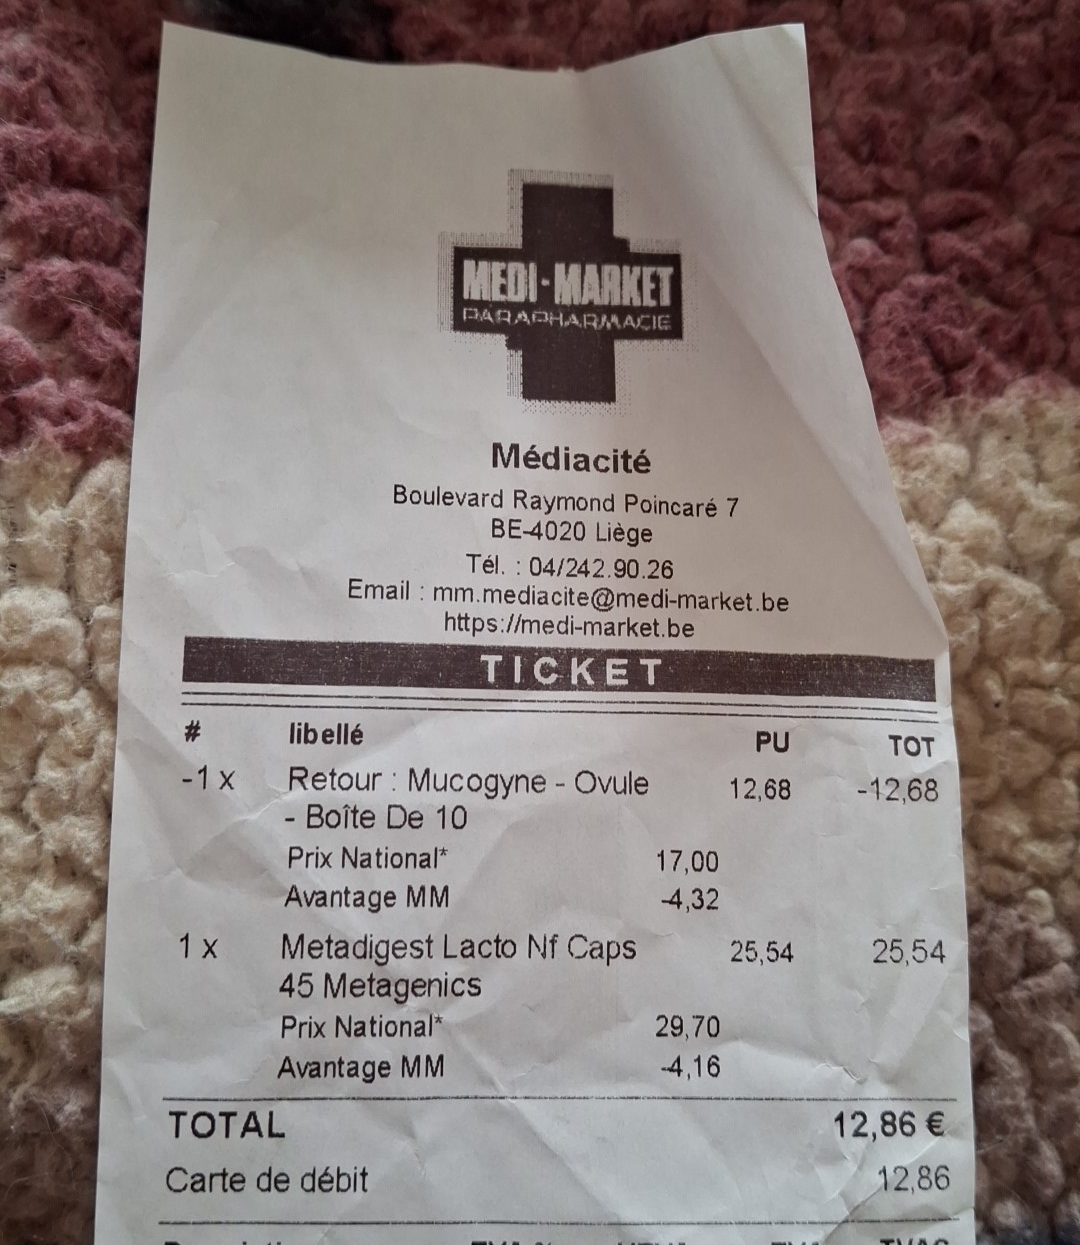 MEDI-MARKET
PARAPHARMACIE
Médiacité
Boulevard Raymond Poincaré 7
BE-4020 Liège
Tél. : 04/242.90.26
Email : mm.mediacite@medi-market.be
https://medi-market.be
TICKET
# libellé PU TOT
-1 x Retour : Mucogyne - Ovule 12,68 -12,68
- Boîte De 10
Prix National* 17,00
Avantage MM -4,32
1 x Metadigest Lacto Nf Caps 25,54 25,54
45 Metagenics
Prix National* 29,70
Avantage MM -4,16
TOTAL 12,86 €
Carte de débit 12,86